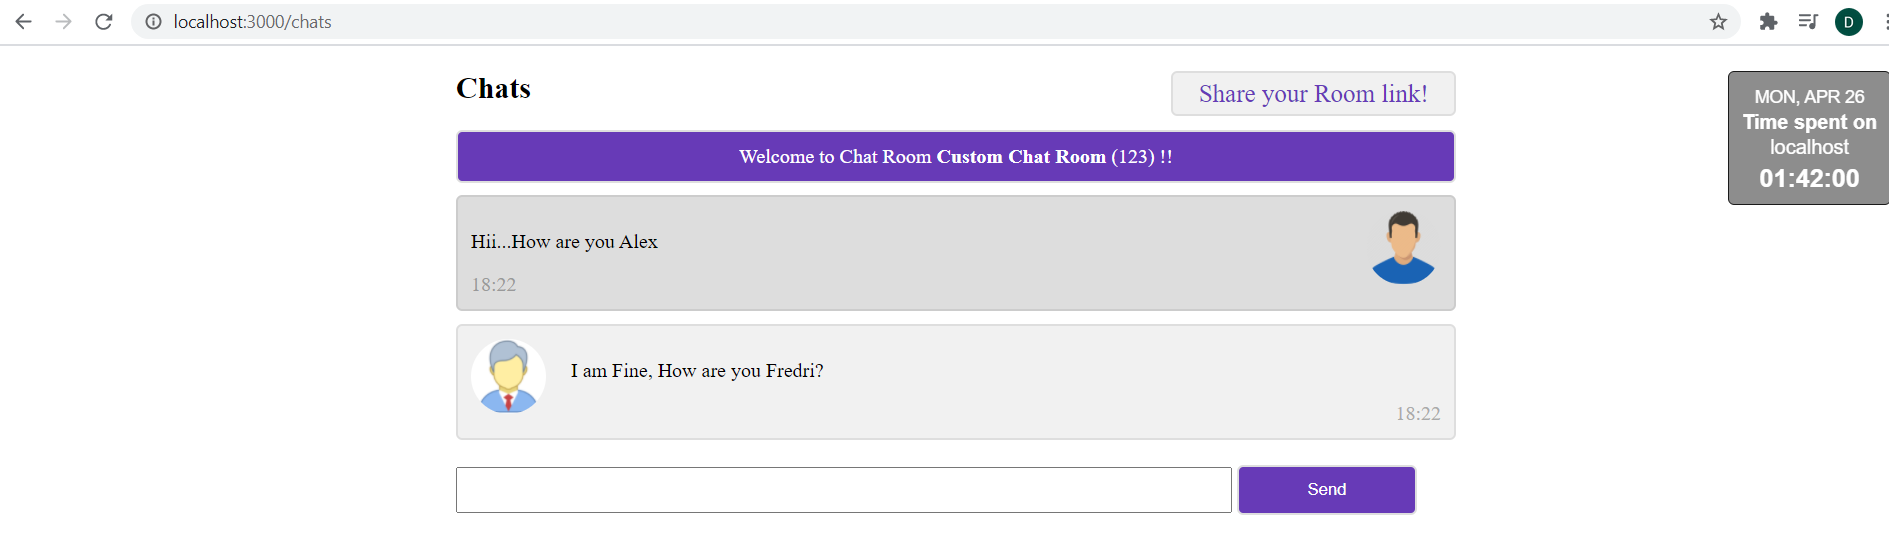 localhost:3000/chats
D
Chats
Share your Room link!
MON, APR 26
Time spent on
localhost
01:42:00
Welcome to Chat Room Custom Chat Room (123) !!
Hii...How are you Alex
18:22
I am Fine, How are you Fredri?
18:22
Send